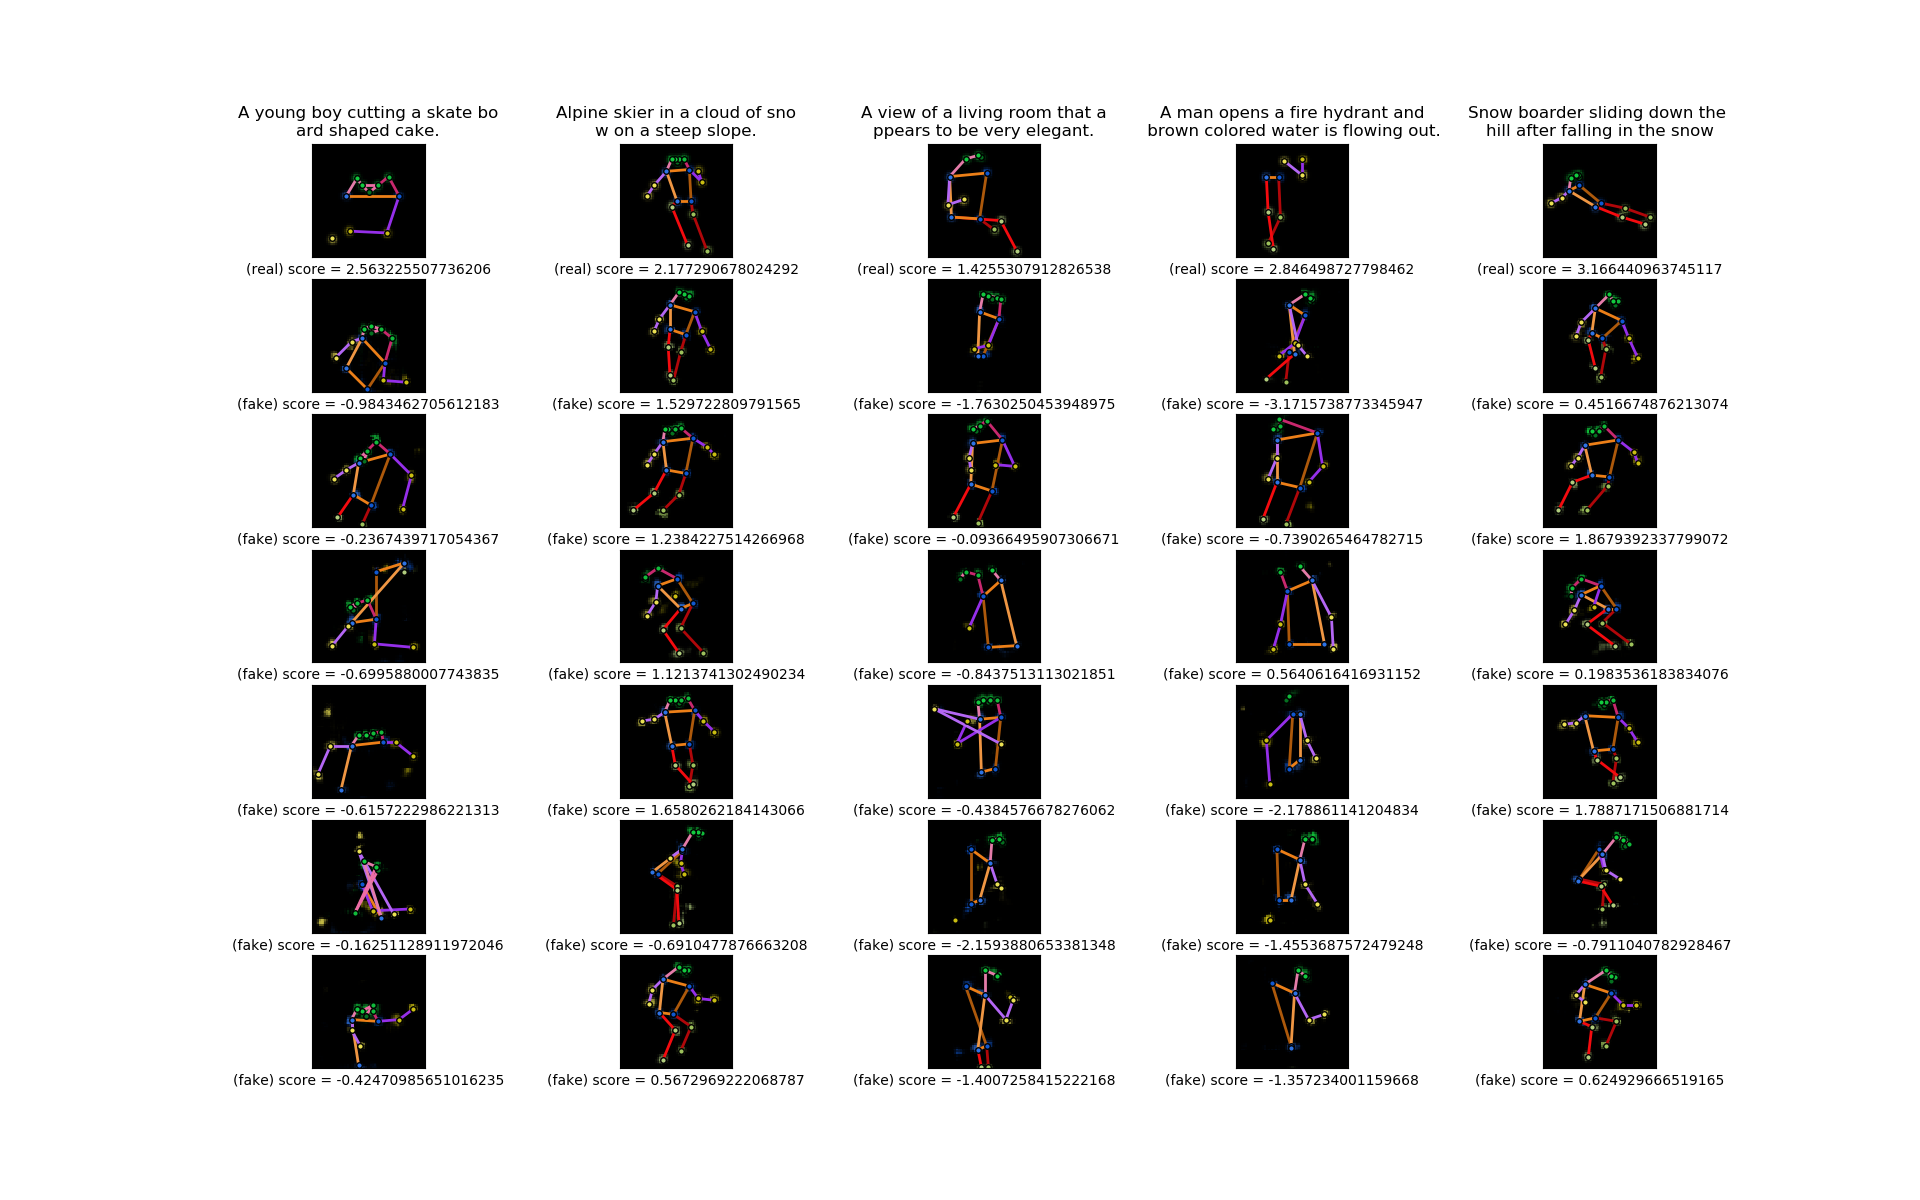 A young boy cutting a skate bo
ard shaped cake.
Alpine skier in a cloud of sno
w on a steep slope.
A view of a living room that a
ppears to be very elegant.
A man opens a fire hydrant and
brown colored water is flowing out.
Snow boarder sliding down the
hill after falling in the snow
(real) score = 2.563225507736206
(real) score = 2.177290678024292
(real) score = 1.4255307912826538
(real) score = 2.846498727798462
(real) score = 3.166440963745117
(fake) score = -0.9843462705612183
(fake) score = 1.529722809791565
(fake) score = -1.7630250453948975
(fake) score = -3.1715738773345947
(fake) score = 0.4516674876213074
(fake) score = -0.2367439717054367
(fake) score = 1.2384227514266968
(fake) score = -0.09366495907306671
(fake) score = -0.7390265464782715
(fake) score = 1.8679392337799072
(fake) score = -0.6995880007743835
(fake) score = 1.1213741302490234
(fake) score = -0.8437513113021851
(fake) score = 0.5640616416931152
(fake) score = 0.1983536183834076
(fake) score = -0.6157222986221313
(fake) score = 1.6580262184143066
(fake) score = -0.4384576678276062
(fake) score = -2.178861141204834
(fake) score = 1.7887171506881714
(fake) score = -0.16251128911972046
(fake) score = -0.6910477876663208
(fake) score = -2.1593880653381348
(fake) score = -1.4553687572479248
(fake) score = -0.7911040782928467
(fake) score = -0.42470985651016235
(fake) score = 0.5672969222068787
(fake) score = -1.4007258415222168
(fake) score = -1.357234001159668
(fake) score = 0.624929666519165